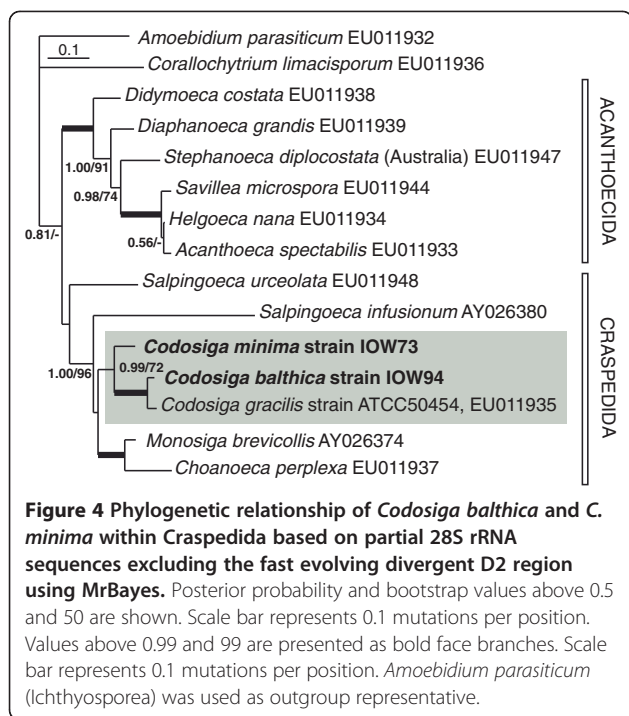 Amoebidium parasiticum EU011932
0.1
Corallochytrium limacisporum EU011936
Didymoeca costata EU011938
Diaphanoeca grandis EU011939
1.00/91
Stephanoeca diplocostata (Australia) EU011947
0.98/74
Savillea microspora EU011944
Helgoeca nana EU011934
0.81/-
0.56/-
Acanthoeca spectabilis EU011933
ACANTHOECIDA
Salpingoeca urceolata EU011948
Salpingoeca infusionum AY026380
Codosiga minima strain IOW73
1.00/96
0.99/72
Codosiga balthica strain IOW94
Codosiga gracilis strain ATCC50454, EU011935
Monosiga brevicollis AY026374
Choanoeca perplexa EU011937
CRASPEDIDA
Figure 4 Phylogenetic relationship of Codosiga balthica and C.
minima within Craspedida based on partial 28S rRNA
sequences excluding the fast evolving divergent D2 region
using MrBayes. Posterior probability and bootstrap values above 0.5
and 50 are shown. Scale bar represents 0.1 mutations per position.
Values above 0.99 and 99 are presented as bold face branches. Scale
bar represents 0.1 mutations per position. Amoebidium parasiticum
(Ichthyosporea) was used as outgroup representative.